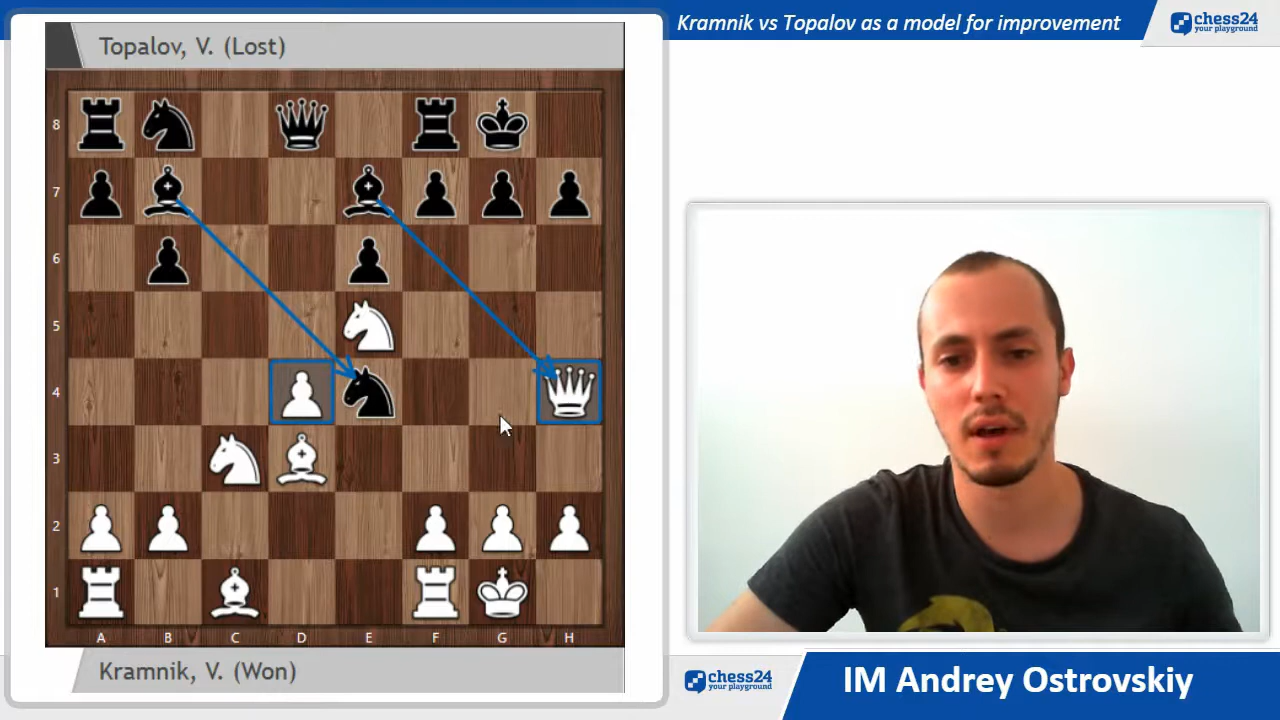 Kramnik vs Topalov as a model for improvement
chess24
your playground
Topalov, V. (Lost)
8
7
6
5
4
3
2
1
A B C D E F G H
Kramnik, V. (Won)
chess24
your playground
IM Andrey Ostrovskiy